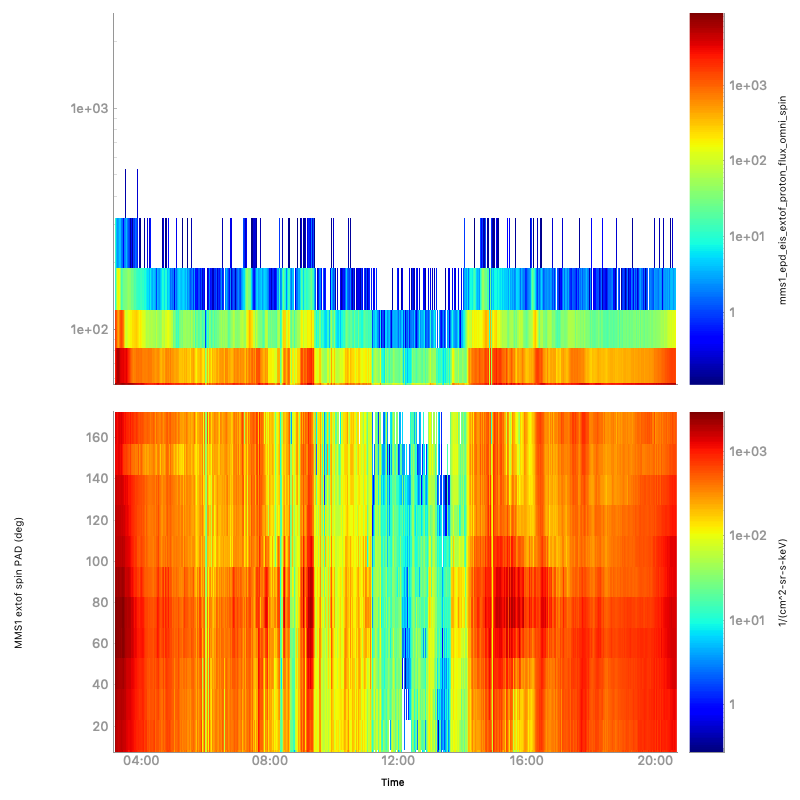 1e+03
1e+02
1e+03
1e+02
1e+01
1
mms1_epd_eis_extof_proton_flux_omni_spin
MMS1 extof spin PAD (deg)
160
140
120
100
80
60
40
20
1e+03
1e+02
1e+01
1
1/(cm^2-sr-s-keV)
04:00 08:00 12:00 16:00 20:00
Time